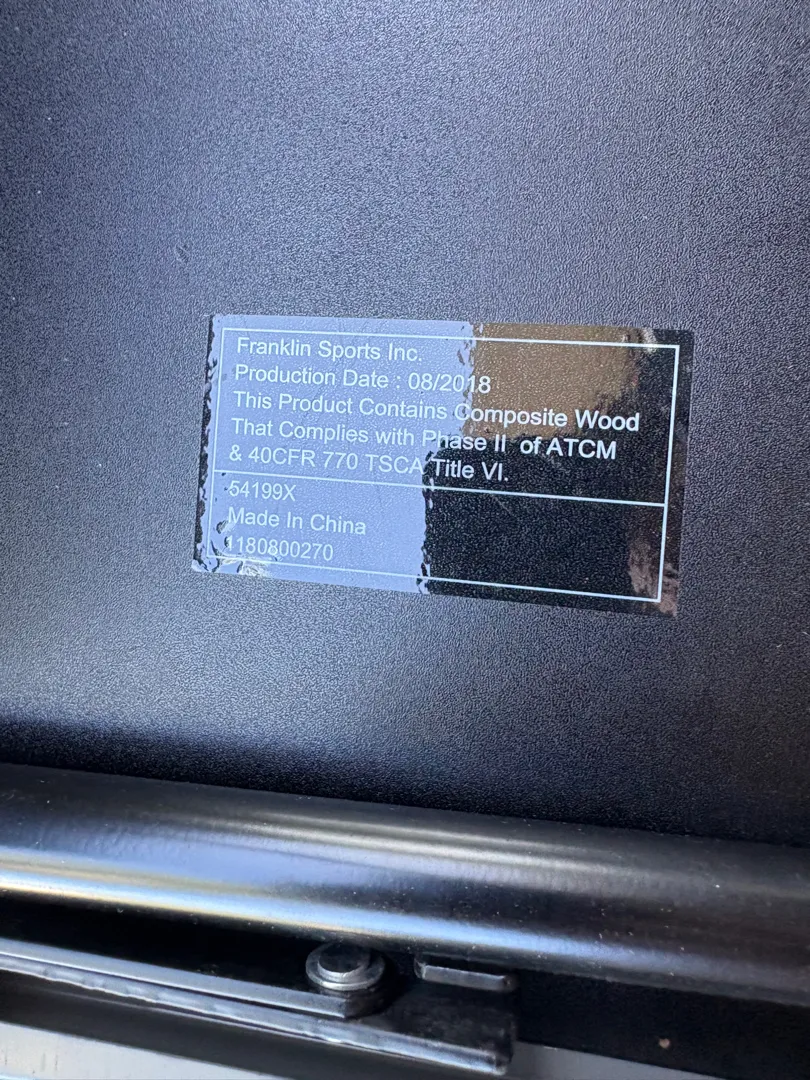 Franklin Sports Inc.
Production Date : 08/2018
This Product Contains Composite Wood
That Complies with Phase II of ATCM
& 40CFR 770 TSCA Title VI.
54199X
Made In China
1180800270